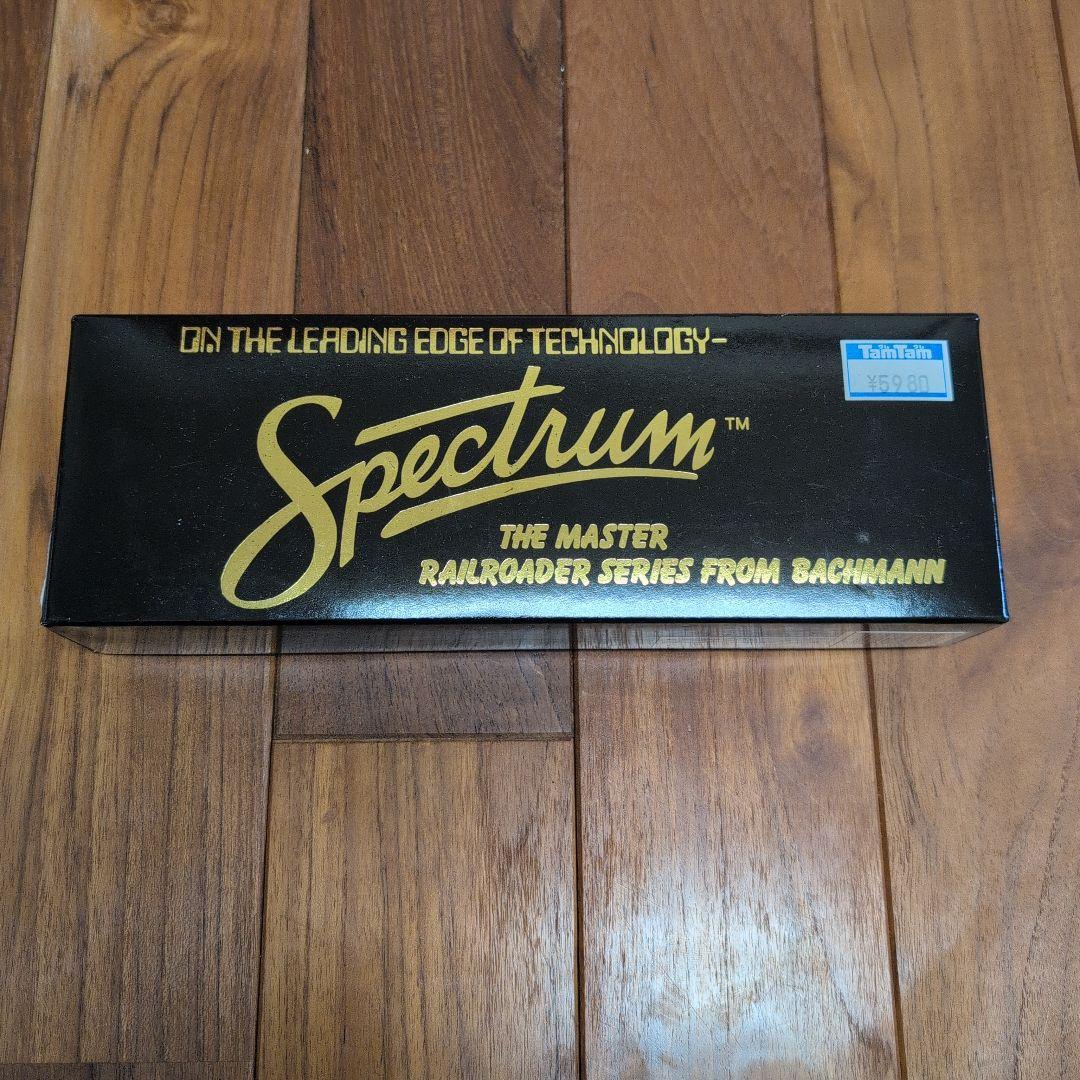 ON THE LEADING EDGE OF TECHNOLOGY-
Spectrum™
THE MASTER
RAILROADER SERIES FROM BACHMANN
TamTam
¥5980